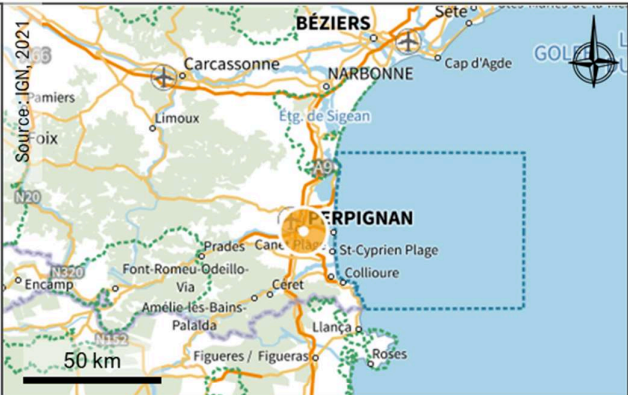 Sète
BÉZIERS
GOLF
Cap d'Agde
Carcassonne
NARBONNE
Source: IGN, 2021
Pamiers
Étg. de Sigean
Limoux
Foix
A9
N20
PERPIGNAN
Prades
Canet Plage
St-Cyprien Plage
N320
Font-Romeu-Odeillo-
Via
Collioure
Encamp
Céret
Amélie-les-Bains-
Palalda
Llança
N152
Figueres / Figueras
Roses
50 km